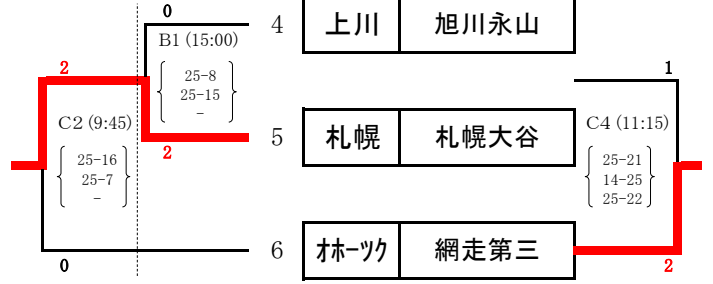 0
4 上川 旭川永山
B1 (15:00)
25-8
25-15
-
2
1
C2 (9:45)
25-16
25-7
-
2
5 札幌 札幌大谷
C4 (11:15)
25-21
14-25
25-22
6 オホーツク 網走第三
0
2